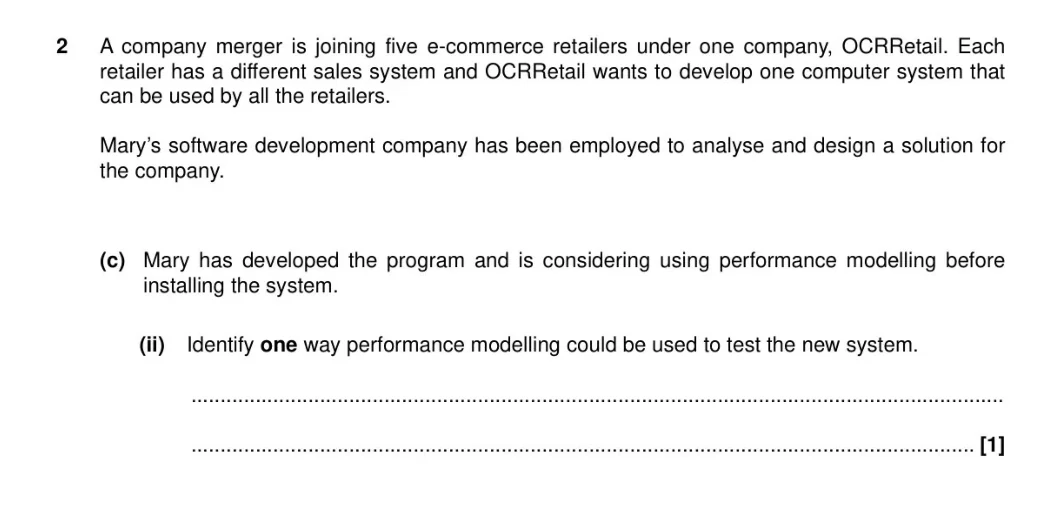 2 A company merger is joining five e-commerce retailers under one company, OCRRetail. Each
retailer has a different sales system and OCRRetail wants to develop one computer system that
can be used by all the retailers.
Mary's software development company has been employed to analyse and design a solution for
the company.
(c) Mary has developed the program and is considering using performance modelling before
installing the system.
(ii) Identify one way performance modelling could be used to test the new system.
[1]